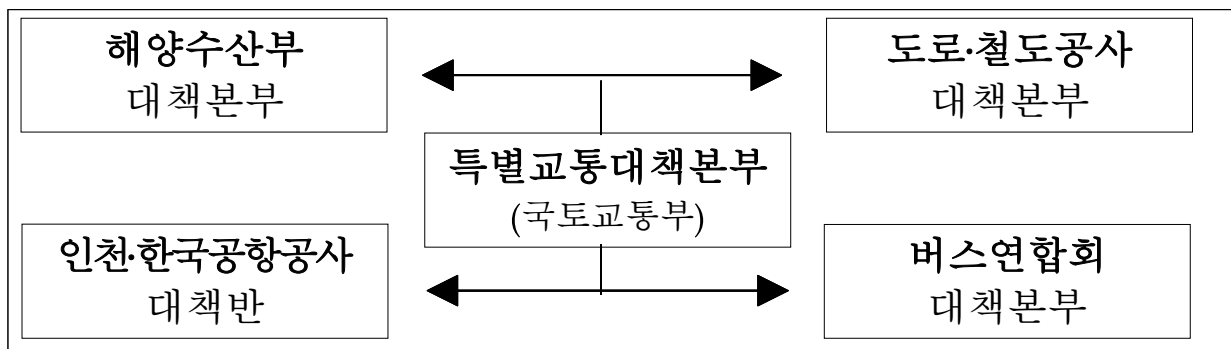 해양수산부
대책본부
도로·철도공사
대책본부
특별교통대책본부
(국토교통부)
인천·한국공항공사
대책반
버스연합회
대책본부